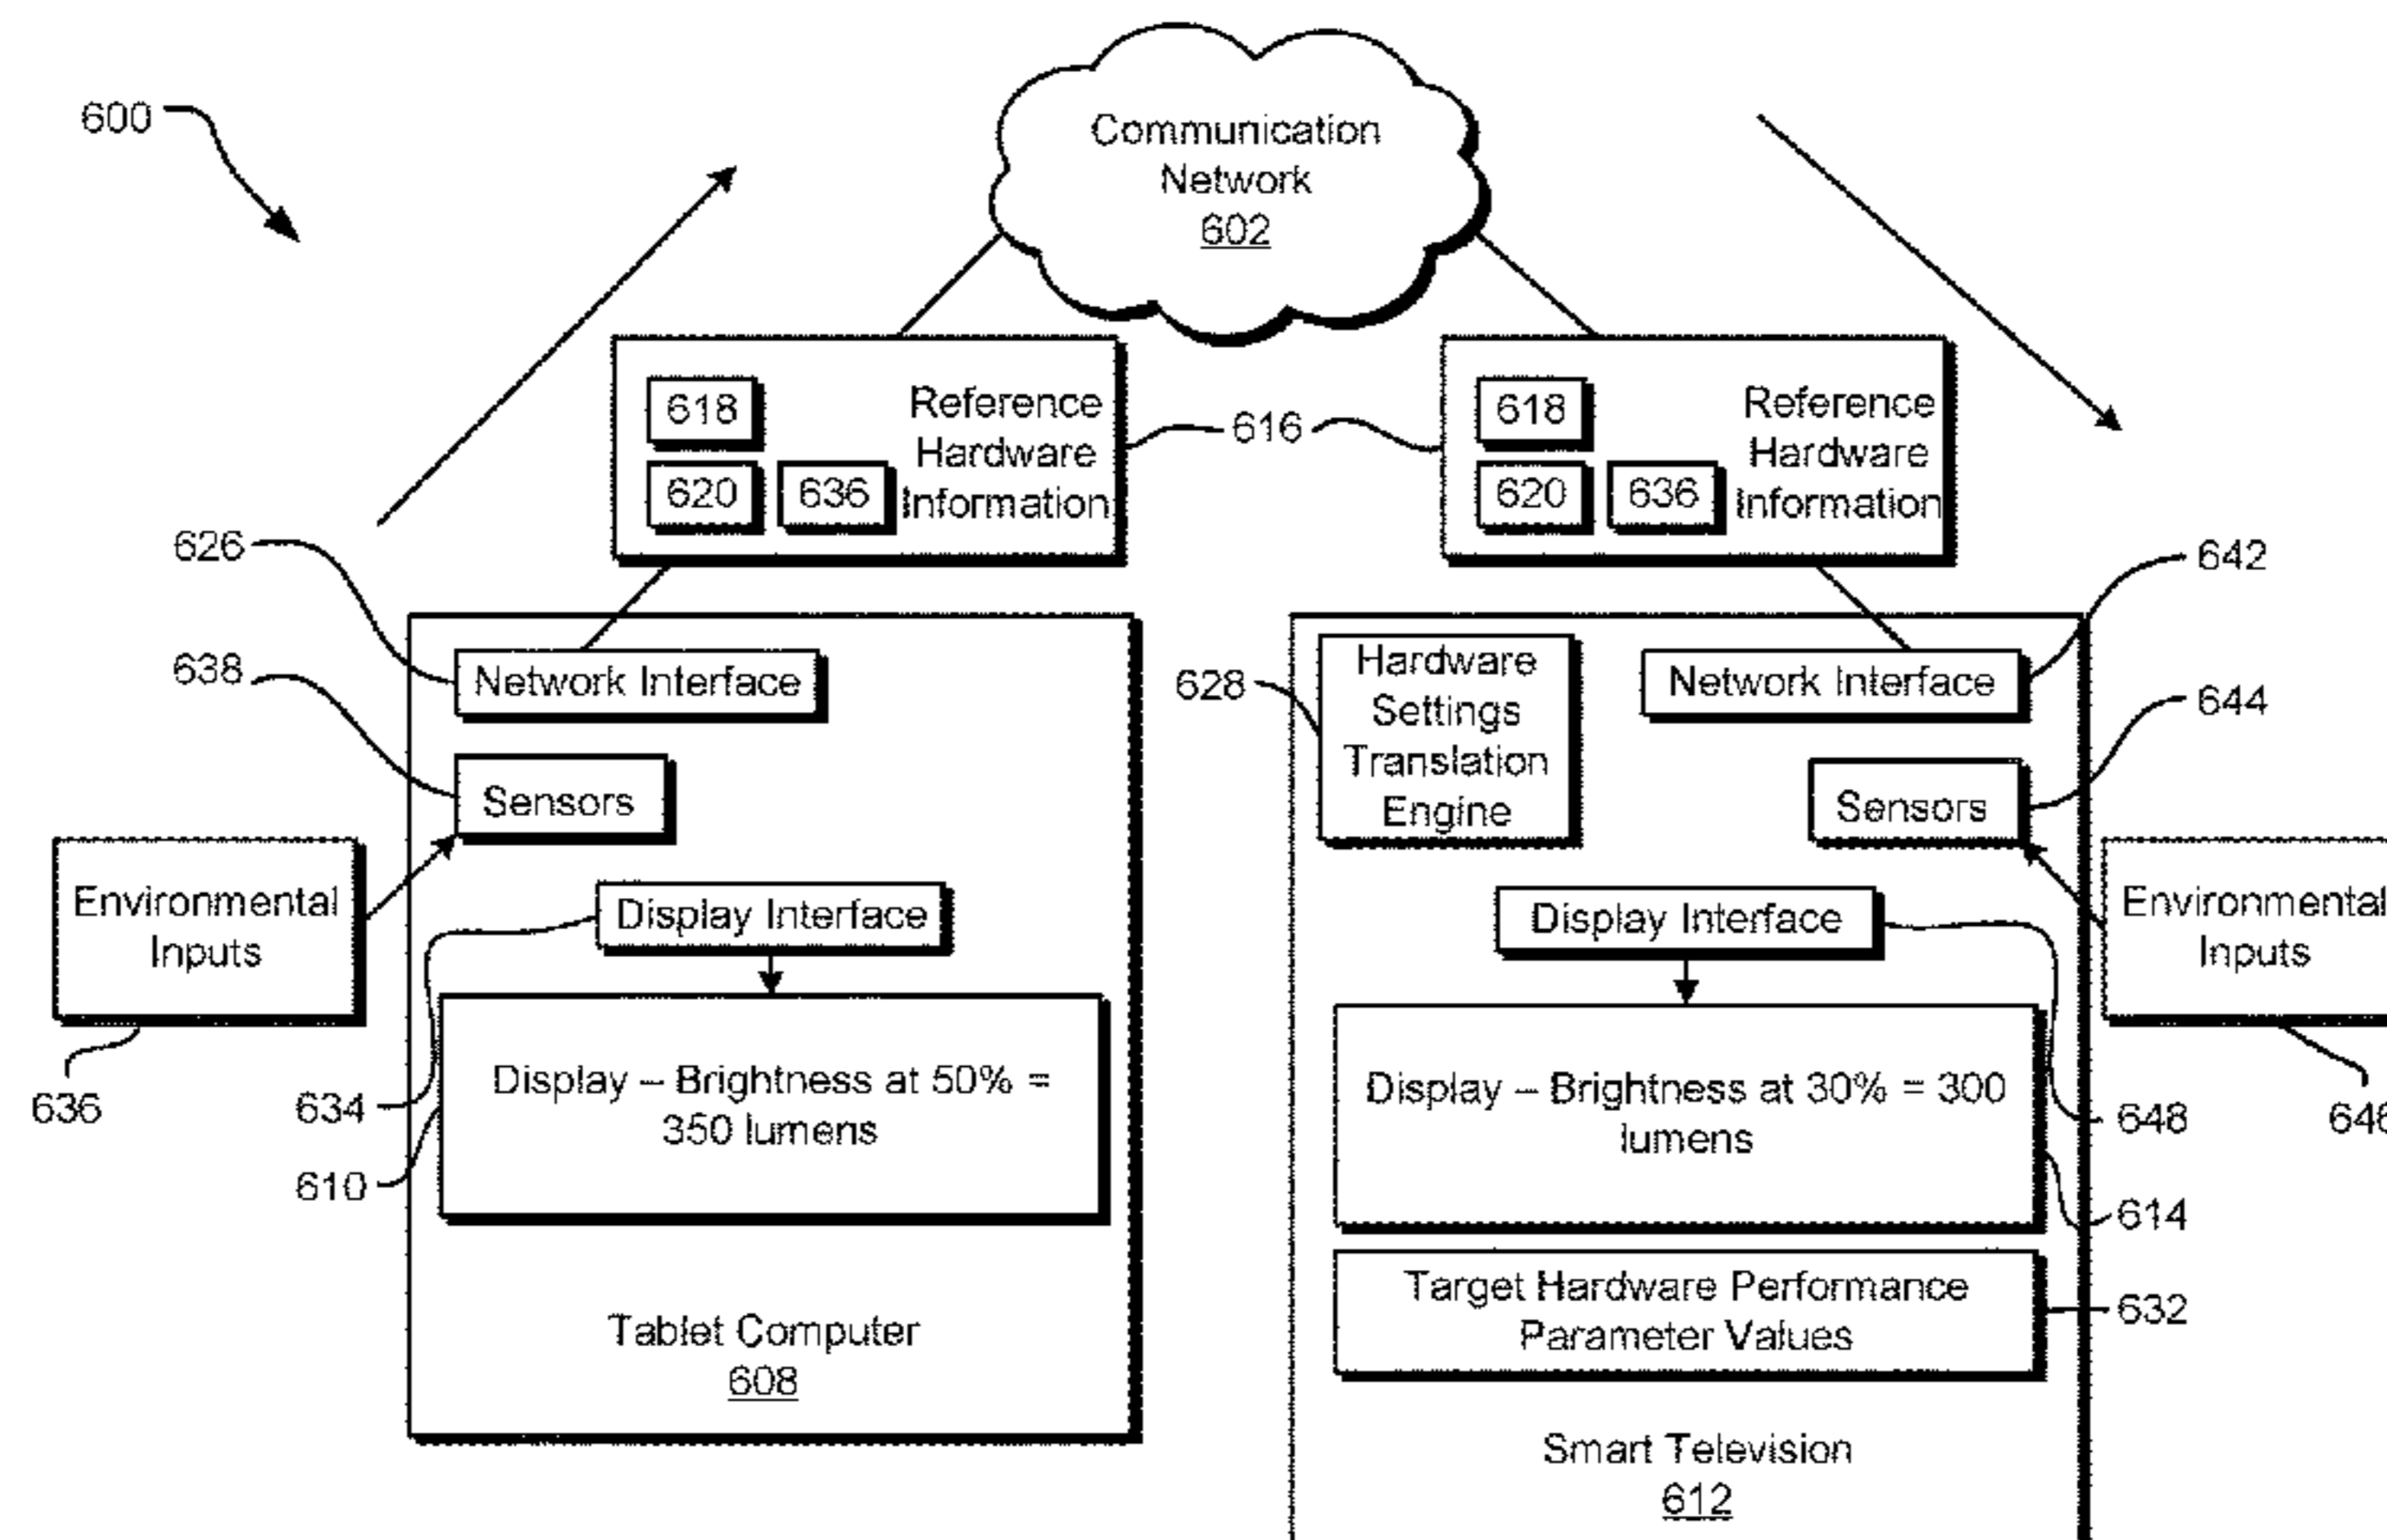 600
Communication
Network
602
618
620
636
Reference
Hardware
Information
616
618
620
636
Reference
Hardware
Information
626
638
642
644
628
Network Interface
Sensors
Hardware
Settings
Translation
Engine
Network Interface
Sensors
Environmental
Inputs
636
Display Interface
634
Display – Brightness at 50% =
350 lumens
610
Tablet Computer
608
Display Interface
Display – Brightness at 30% = 300
lumens
Environmental
Inputs
646
648
614
Target Hardware Performance
Parameter Values
632
Smart Television
612